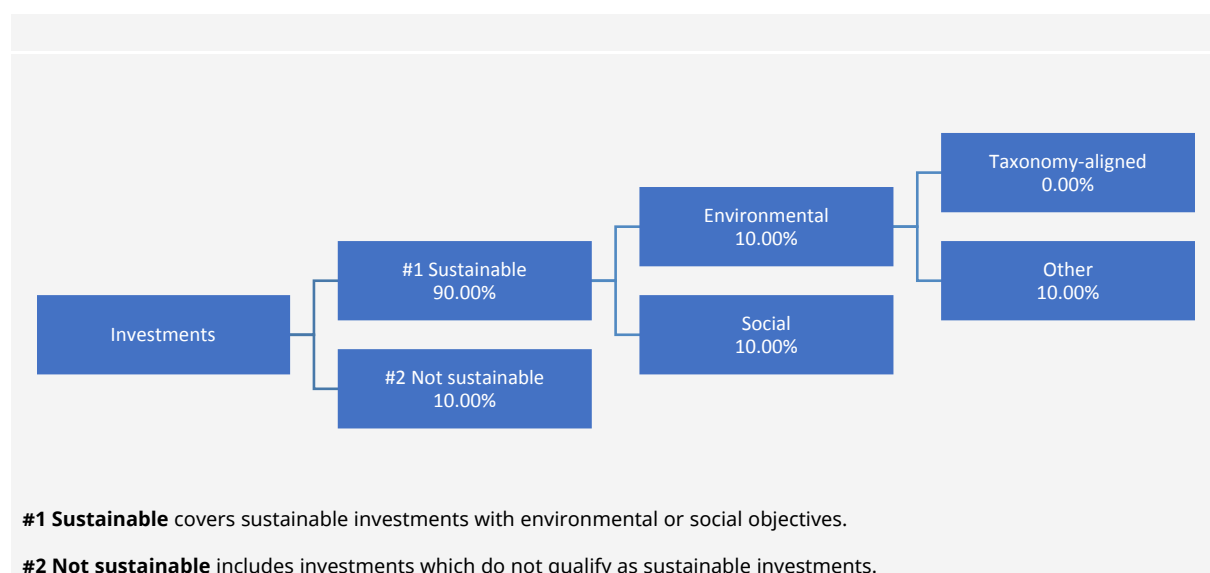 Investments
#1 Sustainable
90.00%
#2 Not sustainable
10.00%
Environmental
10.00%
Social
10.00%
Taxonomy-aligned
0.00%
Other
10.00%
#1 Sustainable covers sustainable investments with environmental or social objectives.
#2 Not sustainable includes investments which do not qualify as sustainable investments.